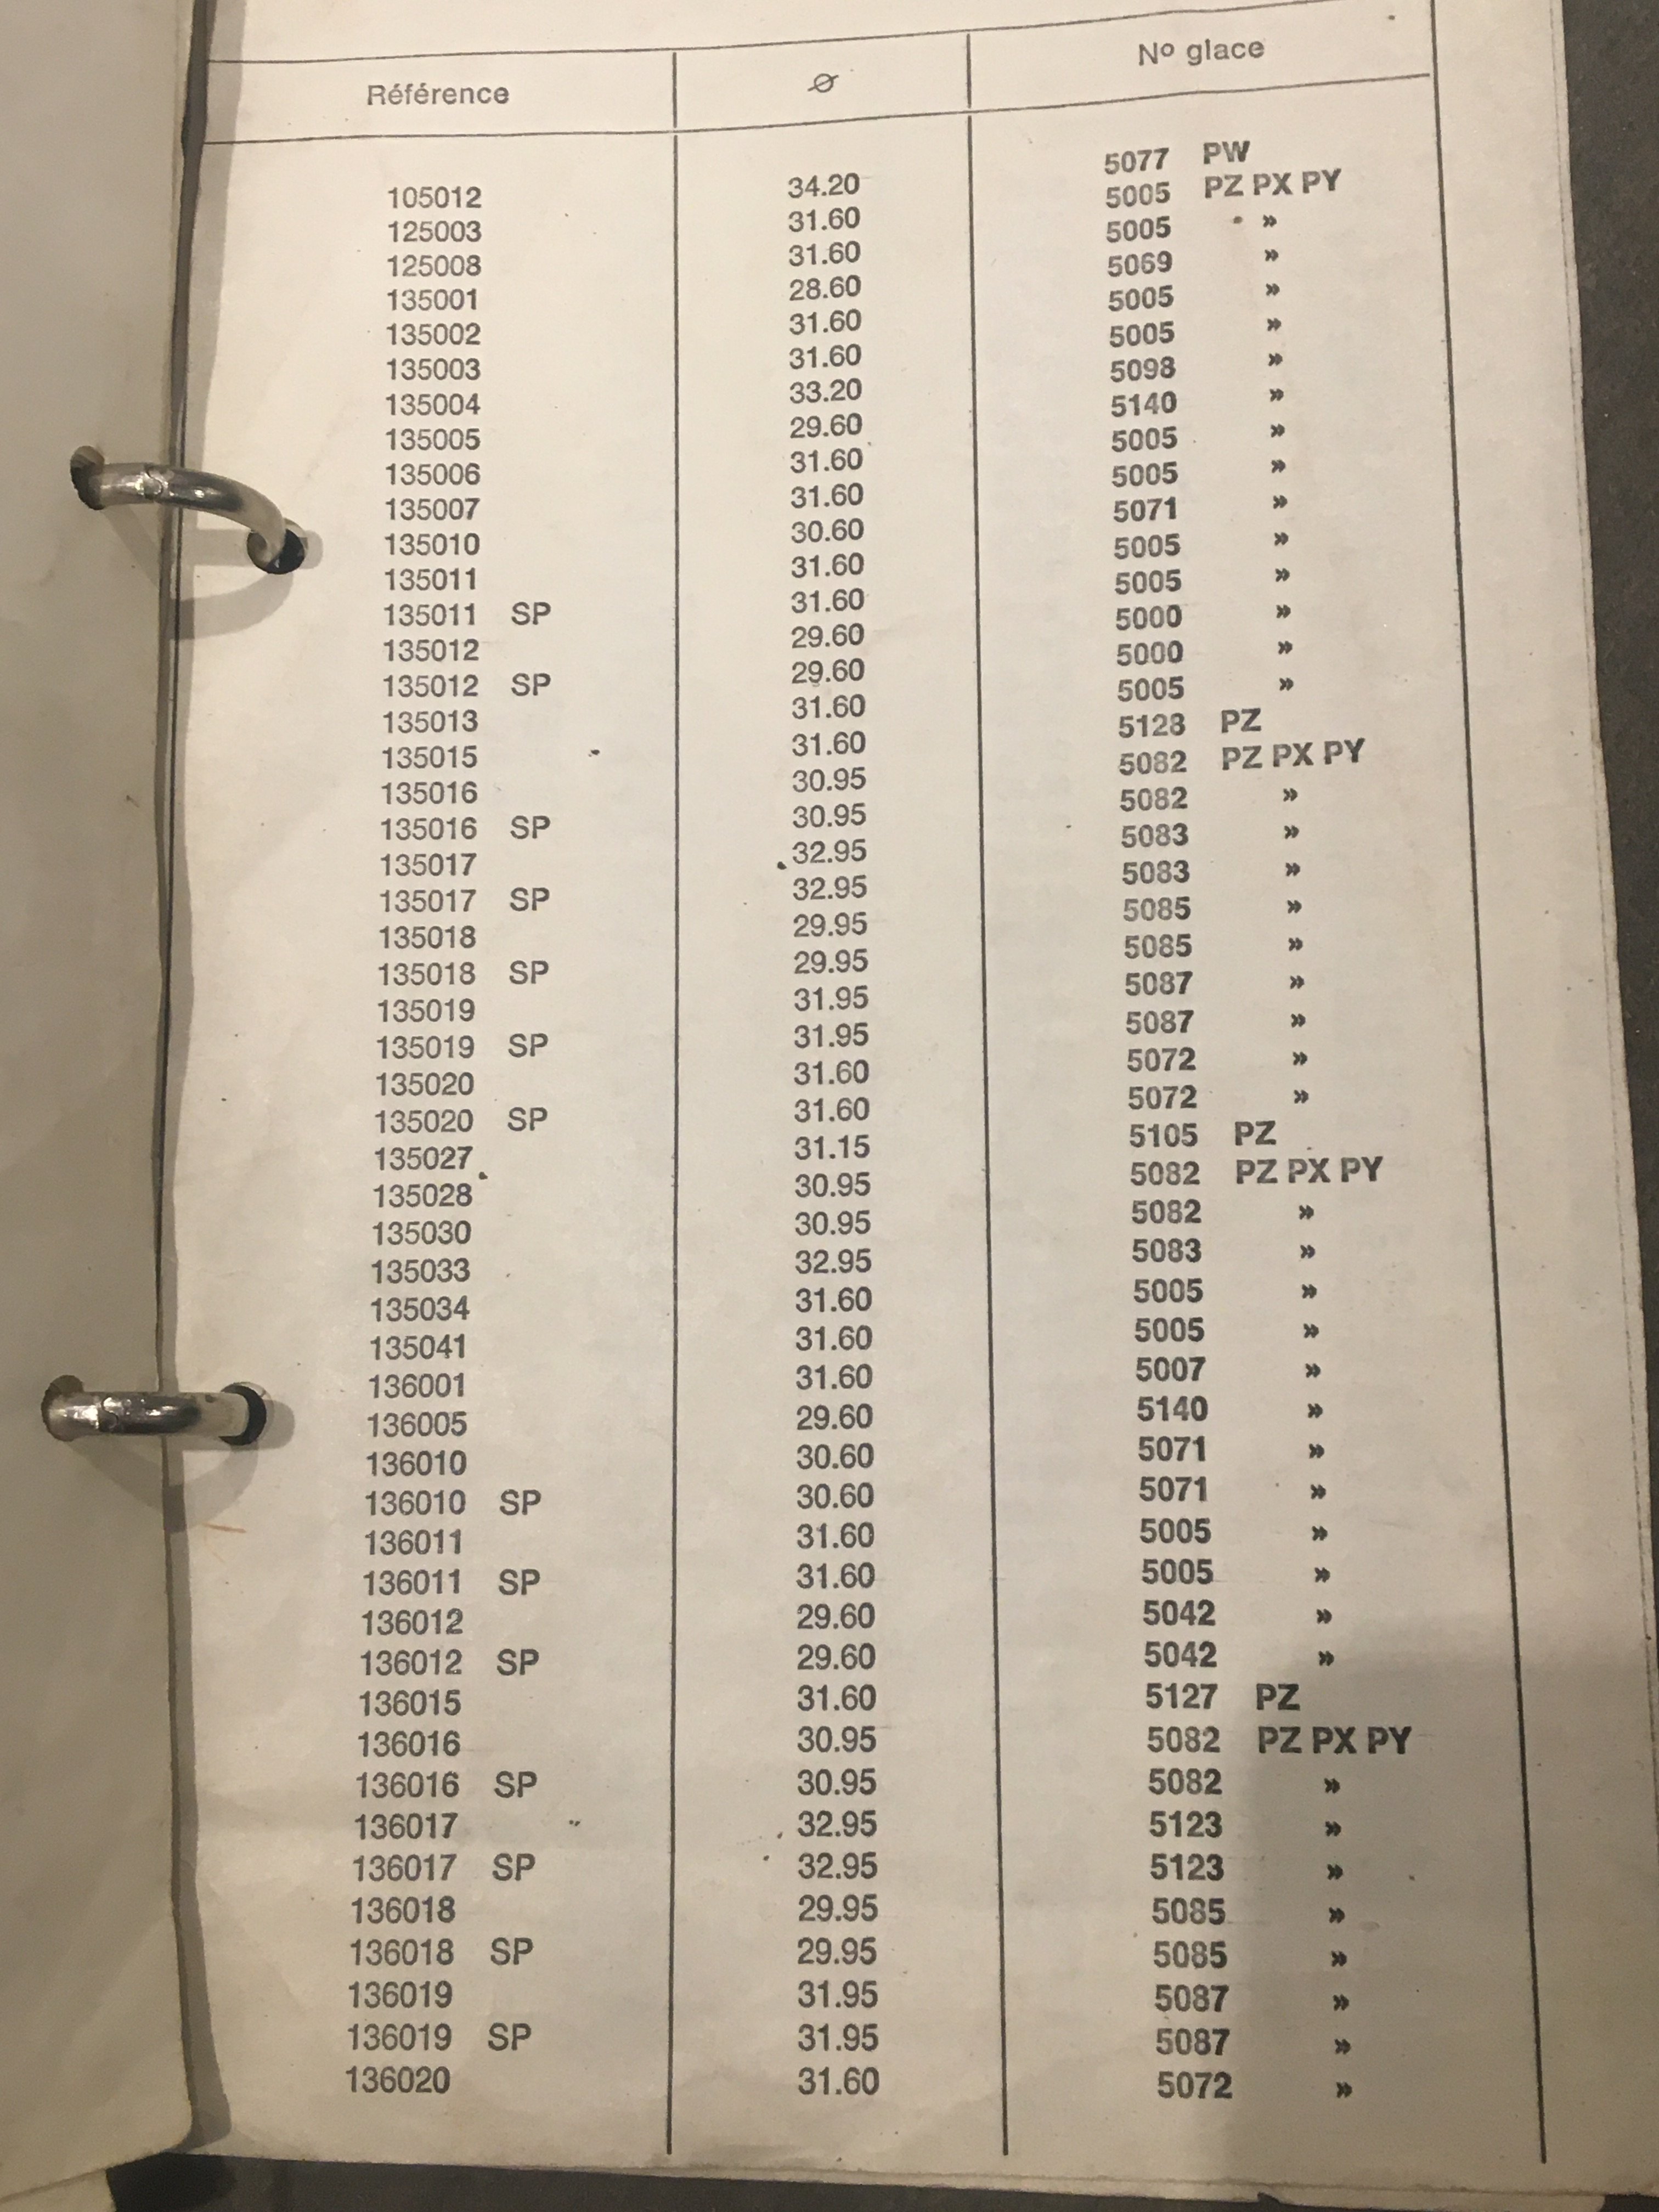 Référence ⌀ Nº glace
105012 34.20 5077 PW
125003 31.60 5005 PZ PX PY
125008 31.60 5005 »
135001 28.60 5069 »
135002 31.60 5005 »
135003 31.60 5005 »
135004 33.20 5098 »
135005 29.60 5140 »
135006 31.60 5005 »
135007 31.60 5005 »
135010 30.60 5071 »
135011 31.60 5005 »
135011 SP 31.60 5005 »
135012 29.60 5000 »
135012 SP 29.60 5000 »
135013 31.60 5005 »
135015 31.60 5128 PZ
135016 30.95 5082 PZ PX PY
135016 SP 30.95 5082 »
135017 32.95 5083 »
135017 SP 32.95 5083 »
135018 29.95 5085 »
135018 SP 29.95 5085 »
135019 31.95 5087 »
135019 SP 31.95 5087 »
135020 31.60 5072 »
135020 SP 31.60 5072 »
135027 31.15 5105 PZ
135028 30.95 5082 PZ PX PY
135030 30.95 5082 »
135033 32.95 5083 »
135034 31.60 5005 »
135041 31.60 5005 »
136001 31.60 5007 »
136005 29.60 5140 »
136010 30.60 5071 »
136010 SP 30.60 5071 »
136011 31.60 5005 »
136011 SP 31.60 5005 »
136012 29.60 5042 »
136012 SP 29.60 5042 »
136015 31.60 5127 PZ
136016 30.95 5082 PZ PX PY
136016 SP 30.95 5082 »
136017 32.95 5123 »
136017 SP 32.95 5123 »
136018 29.95 5085 »
136018 SP 29.95 5085 »
136019 31.95 5087 »
136019 SP 31.95 5087 »
136020 31.60 5072 »